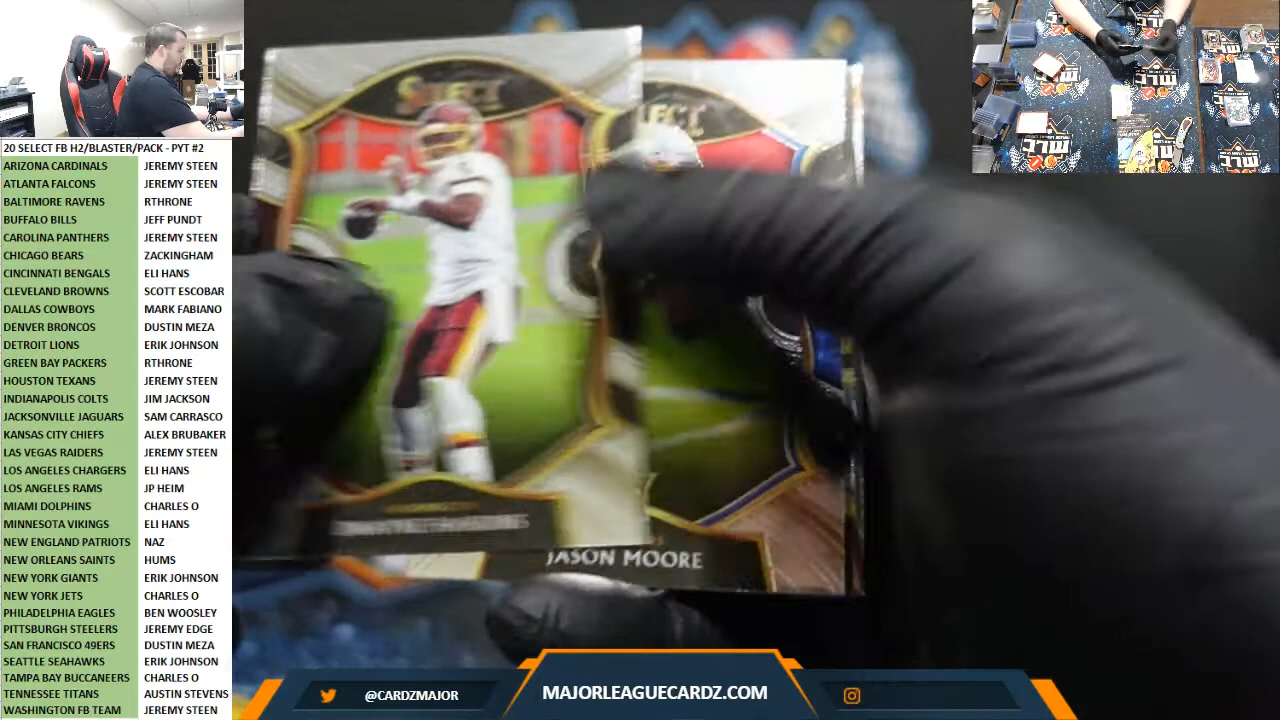 20 SELECT FB H2/BLASTER/PACK - PYT #2
ARIZONA CARDINALS JEREMY STEEN
ATLANTA FALCONS JEREMY STEEN
BALTIMORE RAVENS RTHRONE
BUFFALO BILLS JEFF PUNDT
CAROLINA PANTHERS JEREMY STEEN
CHICAGO BEARS ZACKINGHAM
CINCINNATI BENGALS ELI HANS
CLEVELAND BROWNS SCOTT ESCOBAR
DALLAS COWBOYS MARK FABIANO
DENVER BRONCOS DUSTIN MEZA
DETROIT LIONS ERIK JOHNSON
GREEN BAY PACKERS RTHRONE
HOUSTON TEXANS JEREMY STEEN
INDIANAPOLIS COLTS JIM JACKSON
JACKSONVILLE JAGUARS SAM CARRASCO
KANSAS CITY CHIEFS ALEX BRUBAKER
LAS VEGAS RAIDERS JEREMY STEEN
LOS ANGELES CHARGERS ELI HANS
LOS ANGELES RAMS JP HEIM
MIAMI DOLPHINS CHARLES O
MINNESOTA VIKINGS ELI HANS
NEW ENGLAND PATRIOTS NAZ
NEW ORLEANS SAINTS HUMS
NEW YORK GIANTS ERIK JOHNSON
NEW YORK JETS CHARLES O
PHILADELPHIA EAGLES BEN WOOSLEY
PITTSBURGH STEELERS JEREMY EDGE
SAN FRANCISCO 49ERS DUSTIN MEZA
SEATTLE SEAHAWKS ERIK JOHNSON
TAMPA BAY BUCCANEERS CHARLES O
TENNESSEE TITANS AUSTIN STEVENS
WASHINGTON FB TEAM JEREMY STEEN
SELECT
JASON MOORE
MLC
@CARDZMAJOR
MAJORLEAGUECARDZ.COM